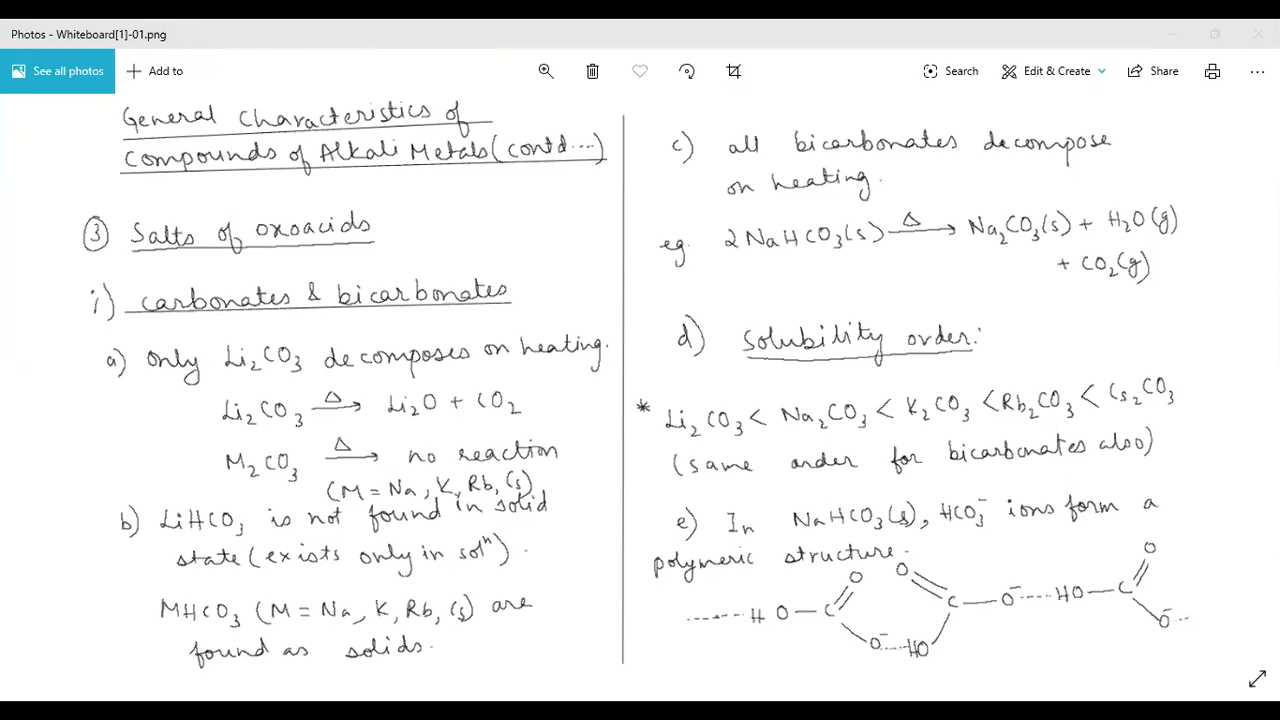 Photos - Whiteboard[1]-01.png
See all photos
Add to
Search
Edit & Create
Share
General Characteristics of
Compounds of Alkali Metals (contd....)
③ Salts of oxoacids
i) carbonates & bicarbonates
a) only Li₂CO₃ decomposes on heating.
Li₂CO₃ —Δ→ Li₂O + CO₂
M₂CO₃ —Δ→ no reaction
(M = Na, K, Rb, Cs)
b) LiHCO₃ is not found in solid
state (exists only in solⁿ).
MHCO₃ (M = Na, K, Rb, Cs) are
found as solids.
c) all bicarbonates decompose
on heating.
eg. 2NaHCO₃(s) —Δ→ Na₂CO₃(s) + H₂O(g)
+ CO₂(g)
d) solubility order:
* Li₂CO₃ < Na₂CO₃ < K₂CO₃ < Rb₂CO₃ < Cs₂CO₃
(same order for bicarbonates also)
e) In NaHCO₃(s), HCO₃⁻ ions form a
polymeric structure.
O O O
HO—C C—O⁻----HO—C
O⁻----HO O⁻---